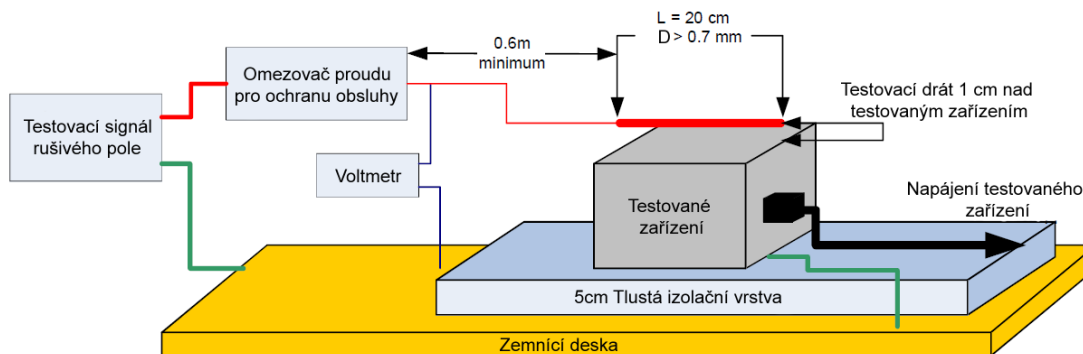 L = 20 cm
D > 0.7 mm
0.6m
minimum
Omezovač proudu
pro ochranu obsluhy
Testovací drát 1 cm nad
testovaným zařízením
Testovací signál
rušivého pole
Voltmetr
Napájení testovaného
zařízení
Testované
zařízení
5cm Tlustá izolační vrstva
Zemnící deska